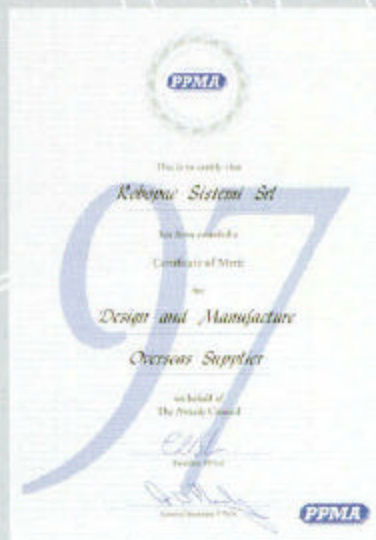 PPMA
This is to certify that
Robopac Sistemi Srl
has been awarded a
Certificate of Merit
for
Design and Manufacture
Overseas Supplier
on behalf of
The Awards Council
97
PPMA